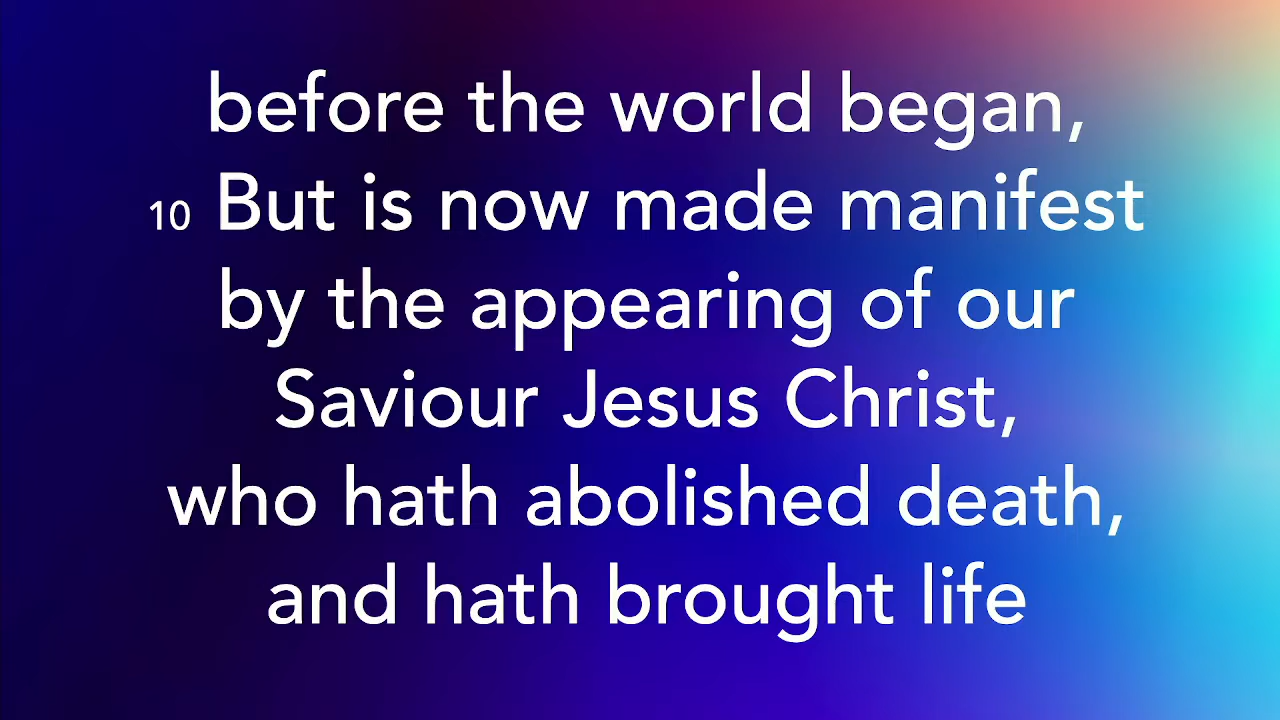 before the world began,
10 But is now made manifest
by the appearing of our
Saviour Jesus Christ,
who hath abolished death,
and hath brought life